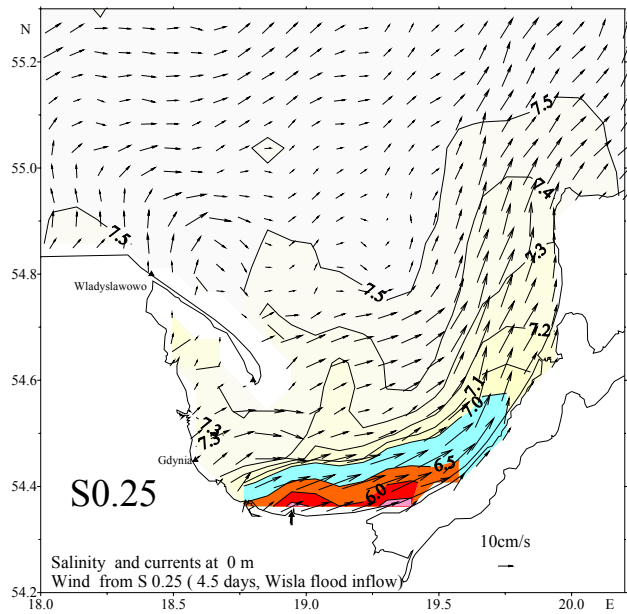 N
55.2
7.5
55.0
7.4
7.5
7.3
54.8
7.5
Wladyslawowo
7.2
54.6
7.1
7.0
7.3
7.3
Gdynia
6.5
54.4
6.0
S0.25
10cm/s
Salinity and currents at 0 m
Wind from S 0.25 ( 4.5 days, Wisla flood inflow)
54.2
18.0 18.5 19.0 19.5 20.0 E